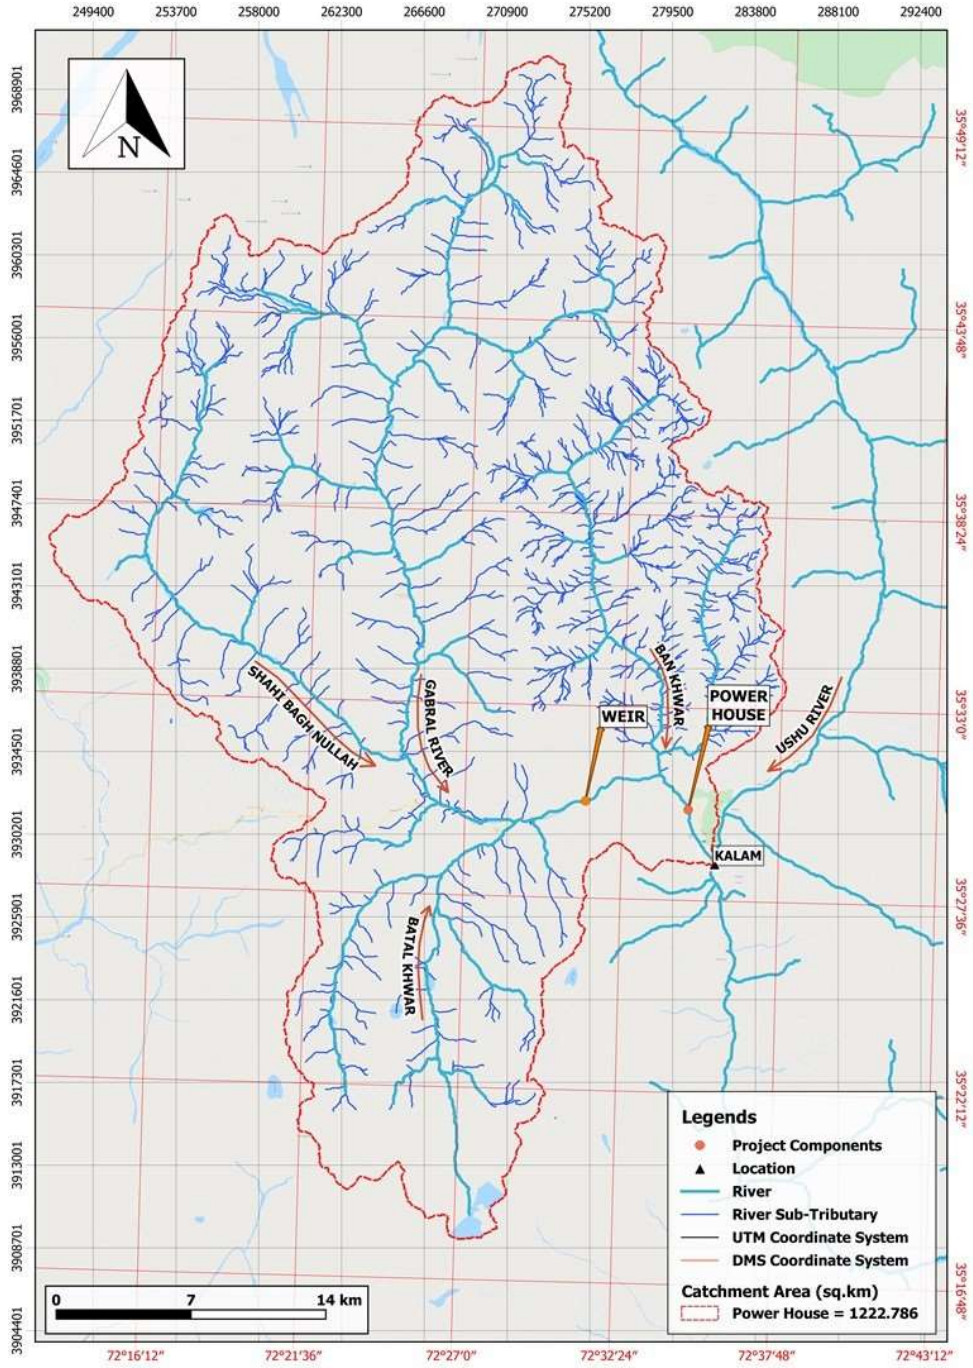 249400 253700 258000 262300 266600 270900 275200 279500 283800 288100 292400
3968901
35°49'12"
N
3964601
3960301
35°43'48"
3956001
3951701
3947401
35°38'24"
3943101
3938801
SHAHI BAGH NULLAH
GABRAL RIVER
BAN KHWAR
POWER
HOUSE
WEIR
USHU RIVER
35°33'0"
3934501
3930201
KALAM
35°27'36"
3925901
BATAL KHWAR
3921601
3917301
35°22'12"
Legends
Project Components
Location
River
River Sub-Tributary
UTM Coordinate System
DMS Coordinate System
Catchment Area (sq.km)
Power House = 1222.786
3913001
3908701
35°16'48"
0 7 14 km
3904401
72°16'12" 72°21'36" 72°27'0" 72°32'24" 72°37'48" 72°43'12"